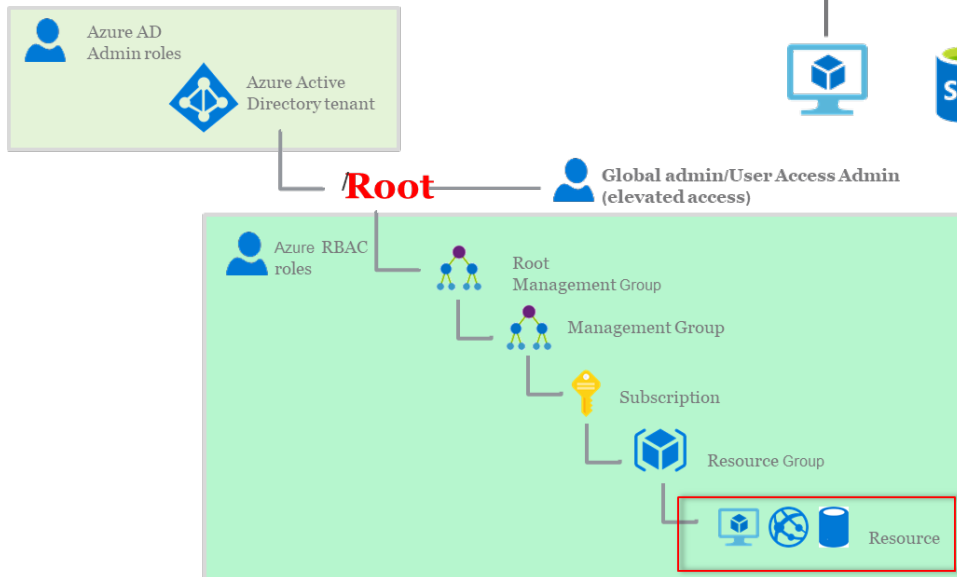 Azure AD
Admin roles
Azure Active
Directory tenant
S
/Root
Global admin/User Access Admin
(elevated access)
Azure RBAC
roles
Root
Management Group
Management Group
Subscription
Resource Group
Resource